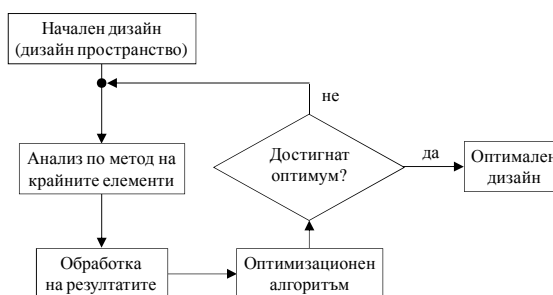 Начален дизайн
(дизайн пространство)
не
Анализ по метод на
крайните елементи
Достигнат
оптимум?
да
Оптимален
дизайн
Обработка
на резултатите
Оптимизационен
алгоритъм